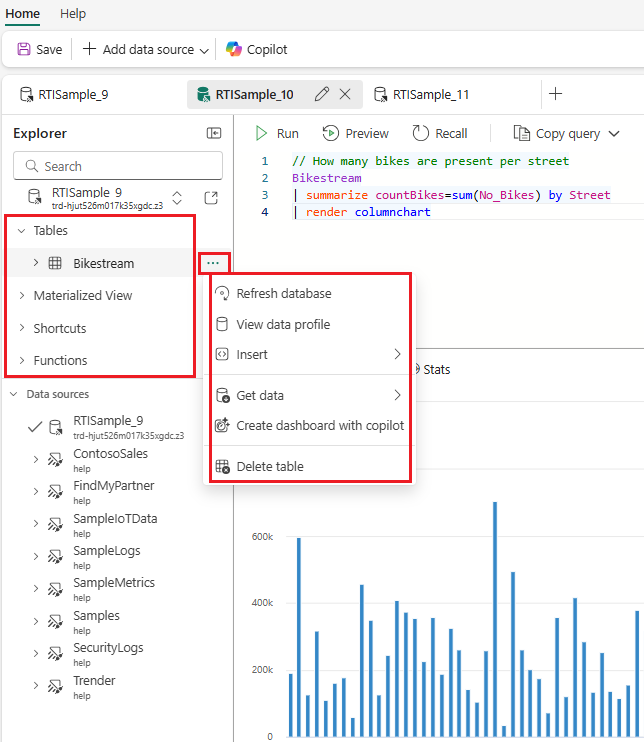 Home Help
Save Add data source Copilot
RTISample_9 RTISample_10 RTISample_11
Explorer
Search
RTISample_9
trd-hjut526m017k35xgdc.z3
Tables
Bikestream
Materialized View
Shortcuts
Functions
Data sources
RTISample_9
trd-hjut526m017k35xgdc.z3
ContosoSales
help
FindMyPartner
help
SampleIoTData
help
SampleLogs
help
SampleMetrics
help
Samples
help
SecurityLogs
help
Trender
help
Run Preview Recall Copy query
1 // How many bikes are present per street
2 Bikestream
3 | summarize countBikes=sum(No_Bikes) by Street
4 | render columnchart
...
Refresh database
View data profile
Insert
Get data
Create dashboard with copilot
Delete table
Stats
600k
400k
200k
0